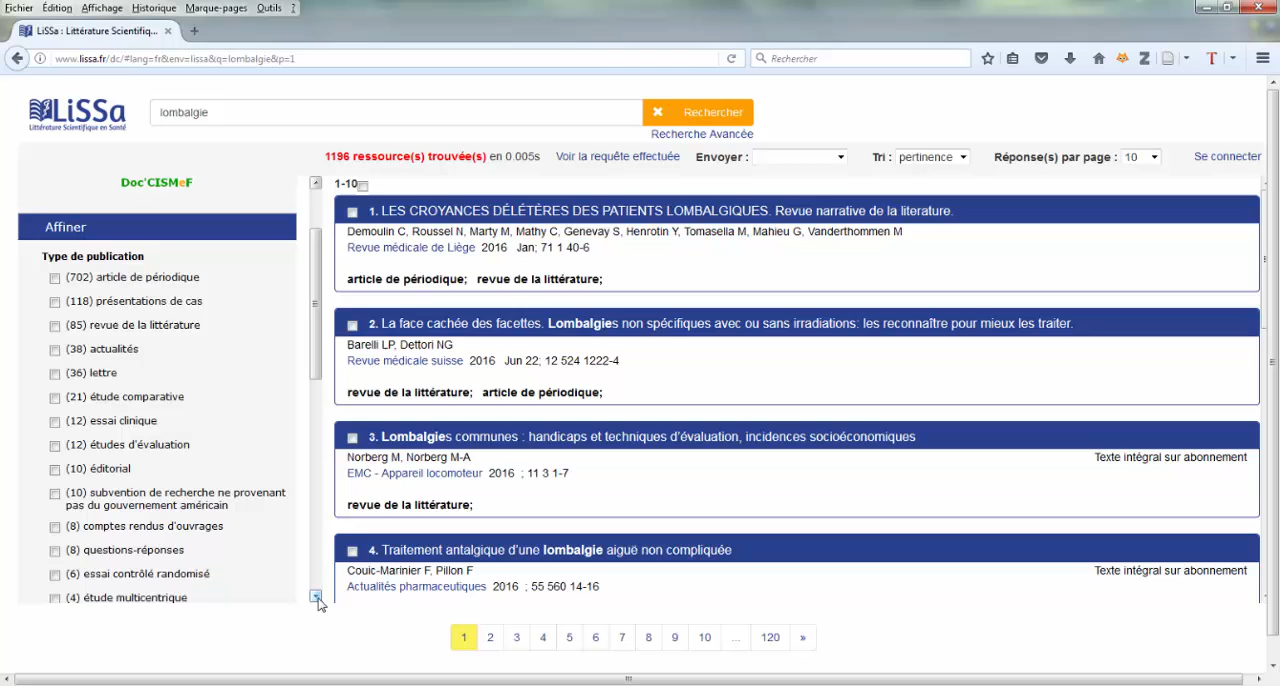 Fichier Édition Affichage Historique Marque-pages Outils ?
LiSSa : Littérature Scientifiq...
www.lissa.fr/dc/#lang=fr&env=lissa&q=lombalgie&p=1
Rechercher
LiSSa
Littérature Scientifique en Santé
lombalgie
Rechercher
Recherche Avancée
1196 ressource(s) trouvée(s) en 0.005s Voir la requête effectuée Envoyer : Tri : pertinence Réponse(s) par page : 10 Se connecter
Doc'CISMeF
Affiner
Type de publication
(702) article de périodique
(118) présentations de cas
(85) revue de la littérature
(38) actualités
(36) lettre
(21) étude comparative
(12) essai clinique
(12) études d'évaluation
(10) éditorial
(10) subvention de recherche ne provenant
pas du gouvernement américain
(8) comptes rendus d'ouvrages
(8) questions-réponses
(6) essai contrôlé randomisé
(4) étude multicentrique
1-10
1. LES CROYANCES DÉLÉTÈRES DES PATIENTS LOMBALGIQUES. Revue narrative de la literature.
Demoulin C, Roussel N, Marty M, Mathy C, Genevay S, Henrotin Y, Tomasella M, Mahieu G, Vanderthommen M
Revue médicale de Liège 2016 Jan; 71 1 40-6
article de périodique; revue de la littérature;
2. La face cachée des facettes. Lombalgies non spécifiques avec ou sans irradiations: les reconnaître pour mieux les traiter.
Barelli LP, Dettori NG
Revue médicale suisse 2016 Jun 22; 12 524 1222-4
revue de la littérature; article de périodique;
3. Lombalgies communes : handicaps et techniques d'évaluation, incidences socioéconomiques
Norberg M, Norberg M-A Texte intégral sur abonnement
EMC - Appareil locomoteur 2016 ; 11 3 1-7
revue de la littérature;
4. Traitement antalgique d'une lombalgie aiguë non compliquée
Couic-Marinier F, Pillon F Texte intégral sur abonnement
Actualités pharmaceutiques 2016 ; 55 560 14-16
1 2 3 4 5 6 7 8 9 10 ... 120 »